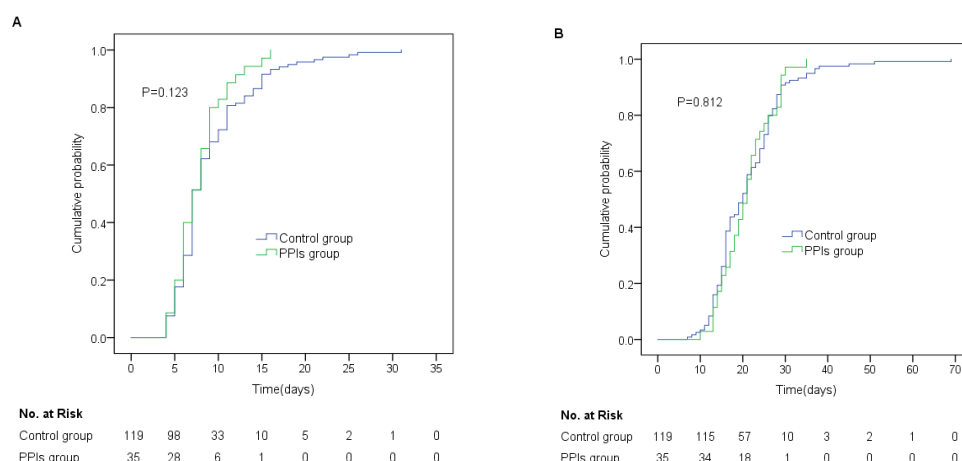 A
1.0
0.8
0.6
0.4
0.2
0.0
Cumulative probability
P=0.123
Control group
PPIs group
0 5 10 15 20 25 30 35
Time(days)
No. at Risk
Control group 119 98 33 10 5 2 1 0
PPIs group 35 28 6 1 0 0 0 0
B
1.0
0.8
0.6
0.4
0.2
0.0
Cumulative probability
P=0.812
Control group
PPIs group
0 10 20 30 40 50 60 70
Time(days)
No. at Risk
Control group 119 115 57 10 3 2 1 0
PPIs group 35 34 18 1 0 0 0 0